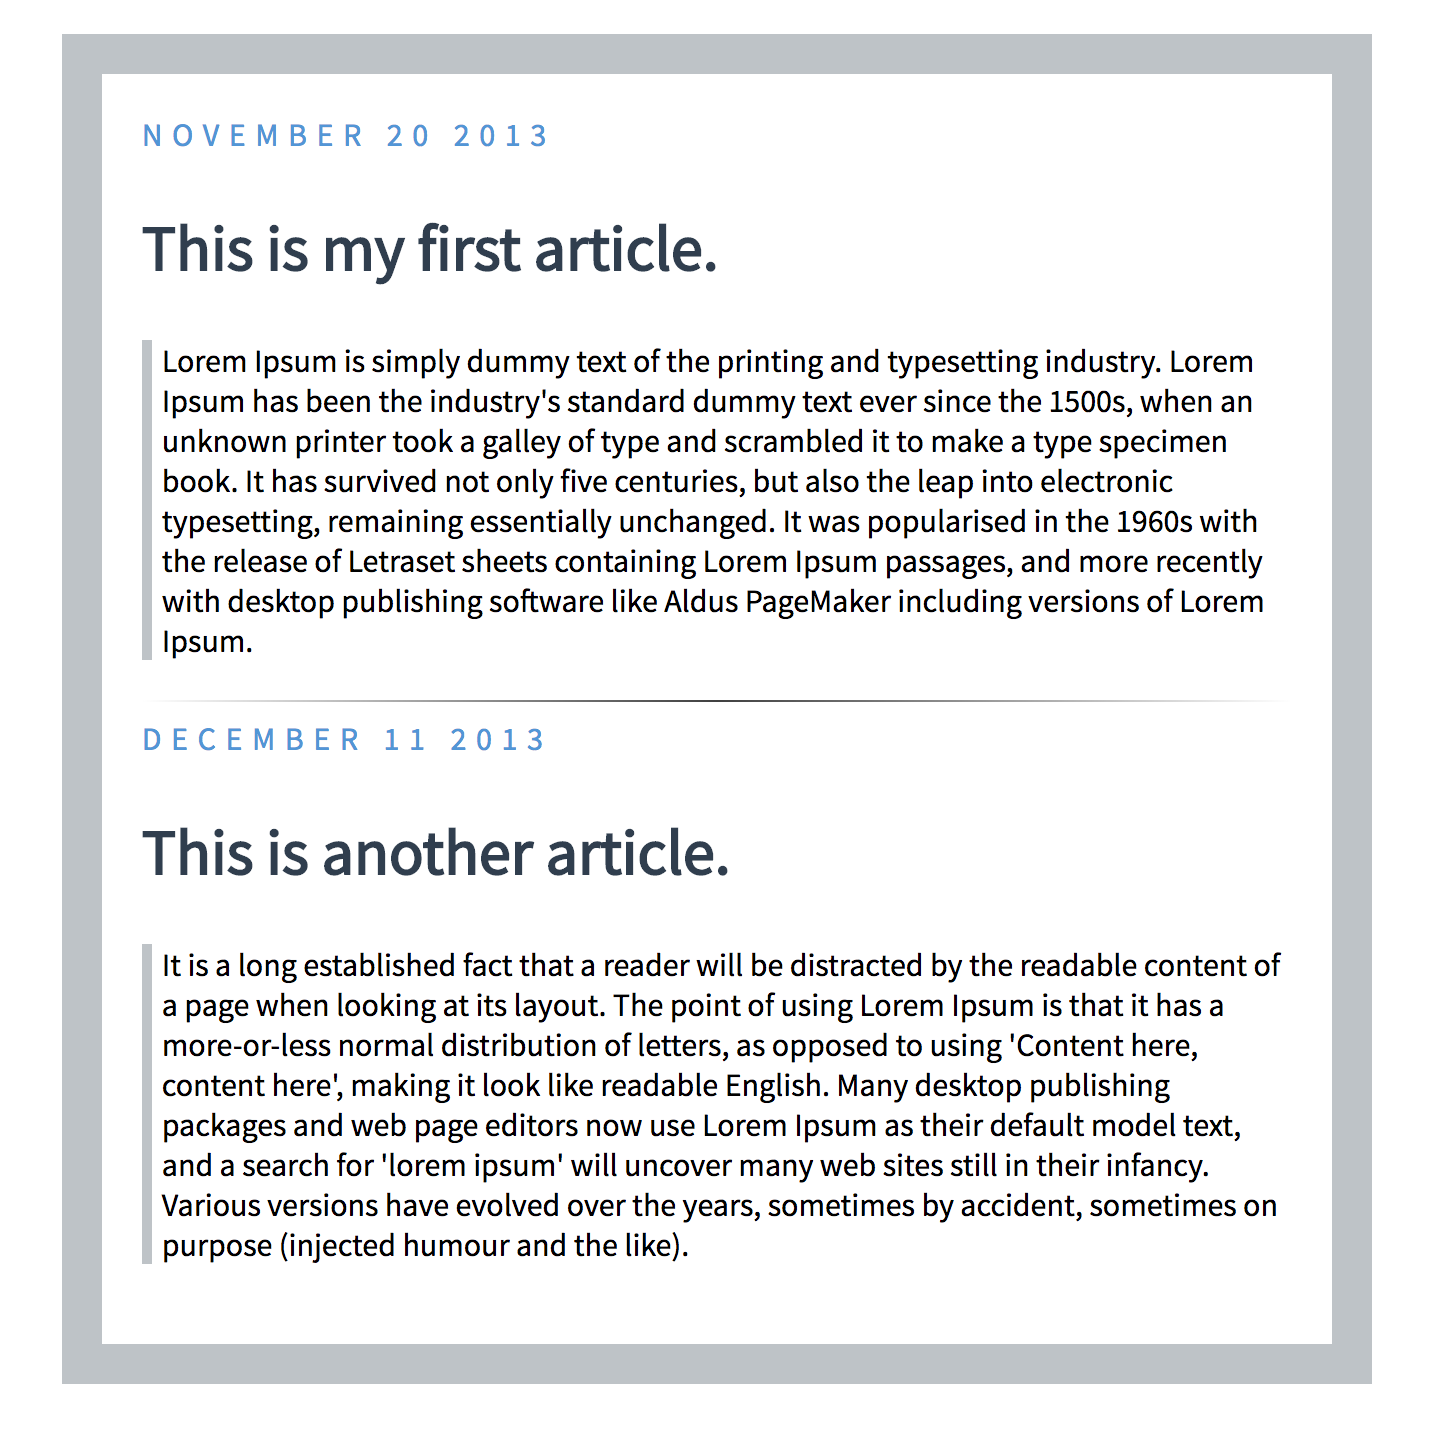 NOVEMBER 20 2013
This is my first article.
Lorem Ipsum is simply dummy text of the printing and typesetting industry. Lorem
Ipsum has been the industry's standard dummy text ever since the 1500s, when an
unknown printer took a galley of type and scrambled it to make a type specimen
book. It has survived not only five centuries, but also the leap into electronic
typesetting, remaining essentially unchanged. It was popularised in the 1960s with
the release of Letraset sheets containing Lorem Ipsum passages, and more recently
with desktop publishing software like Aldus PageMaker including versions of Lorem
Ipsum.
DECEMBER 11 2013
This is another article.
It is a long established fact that a reader will be distracted by the readable content of
a page when looking at its layout. The point of using Lorem Ipsum is that it has a
more-or-less normal distribution of letters, as opposed to using 'Content here,
content here', making it look like readable English. Many desktop publishing
packages and web page editors now use Lorem Ipsum as their default model text,
and a search for 'lorem ipsum' will uncover many web sites still in their infancy.
Various versions have evolved over the years, sometimes by accident, sometimes on
purpose (injected humour and the like).